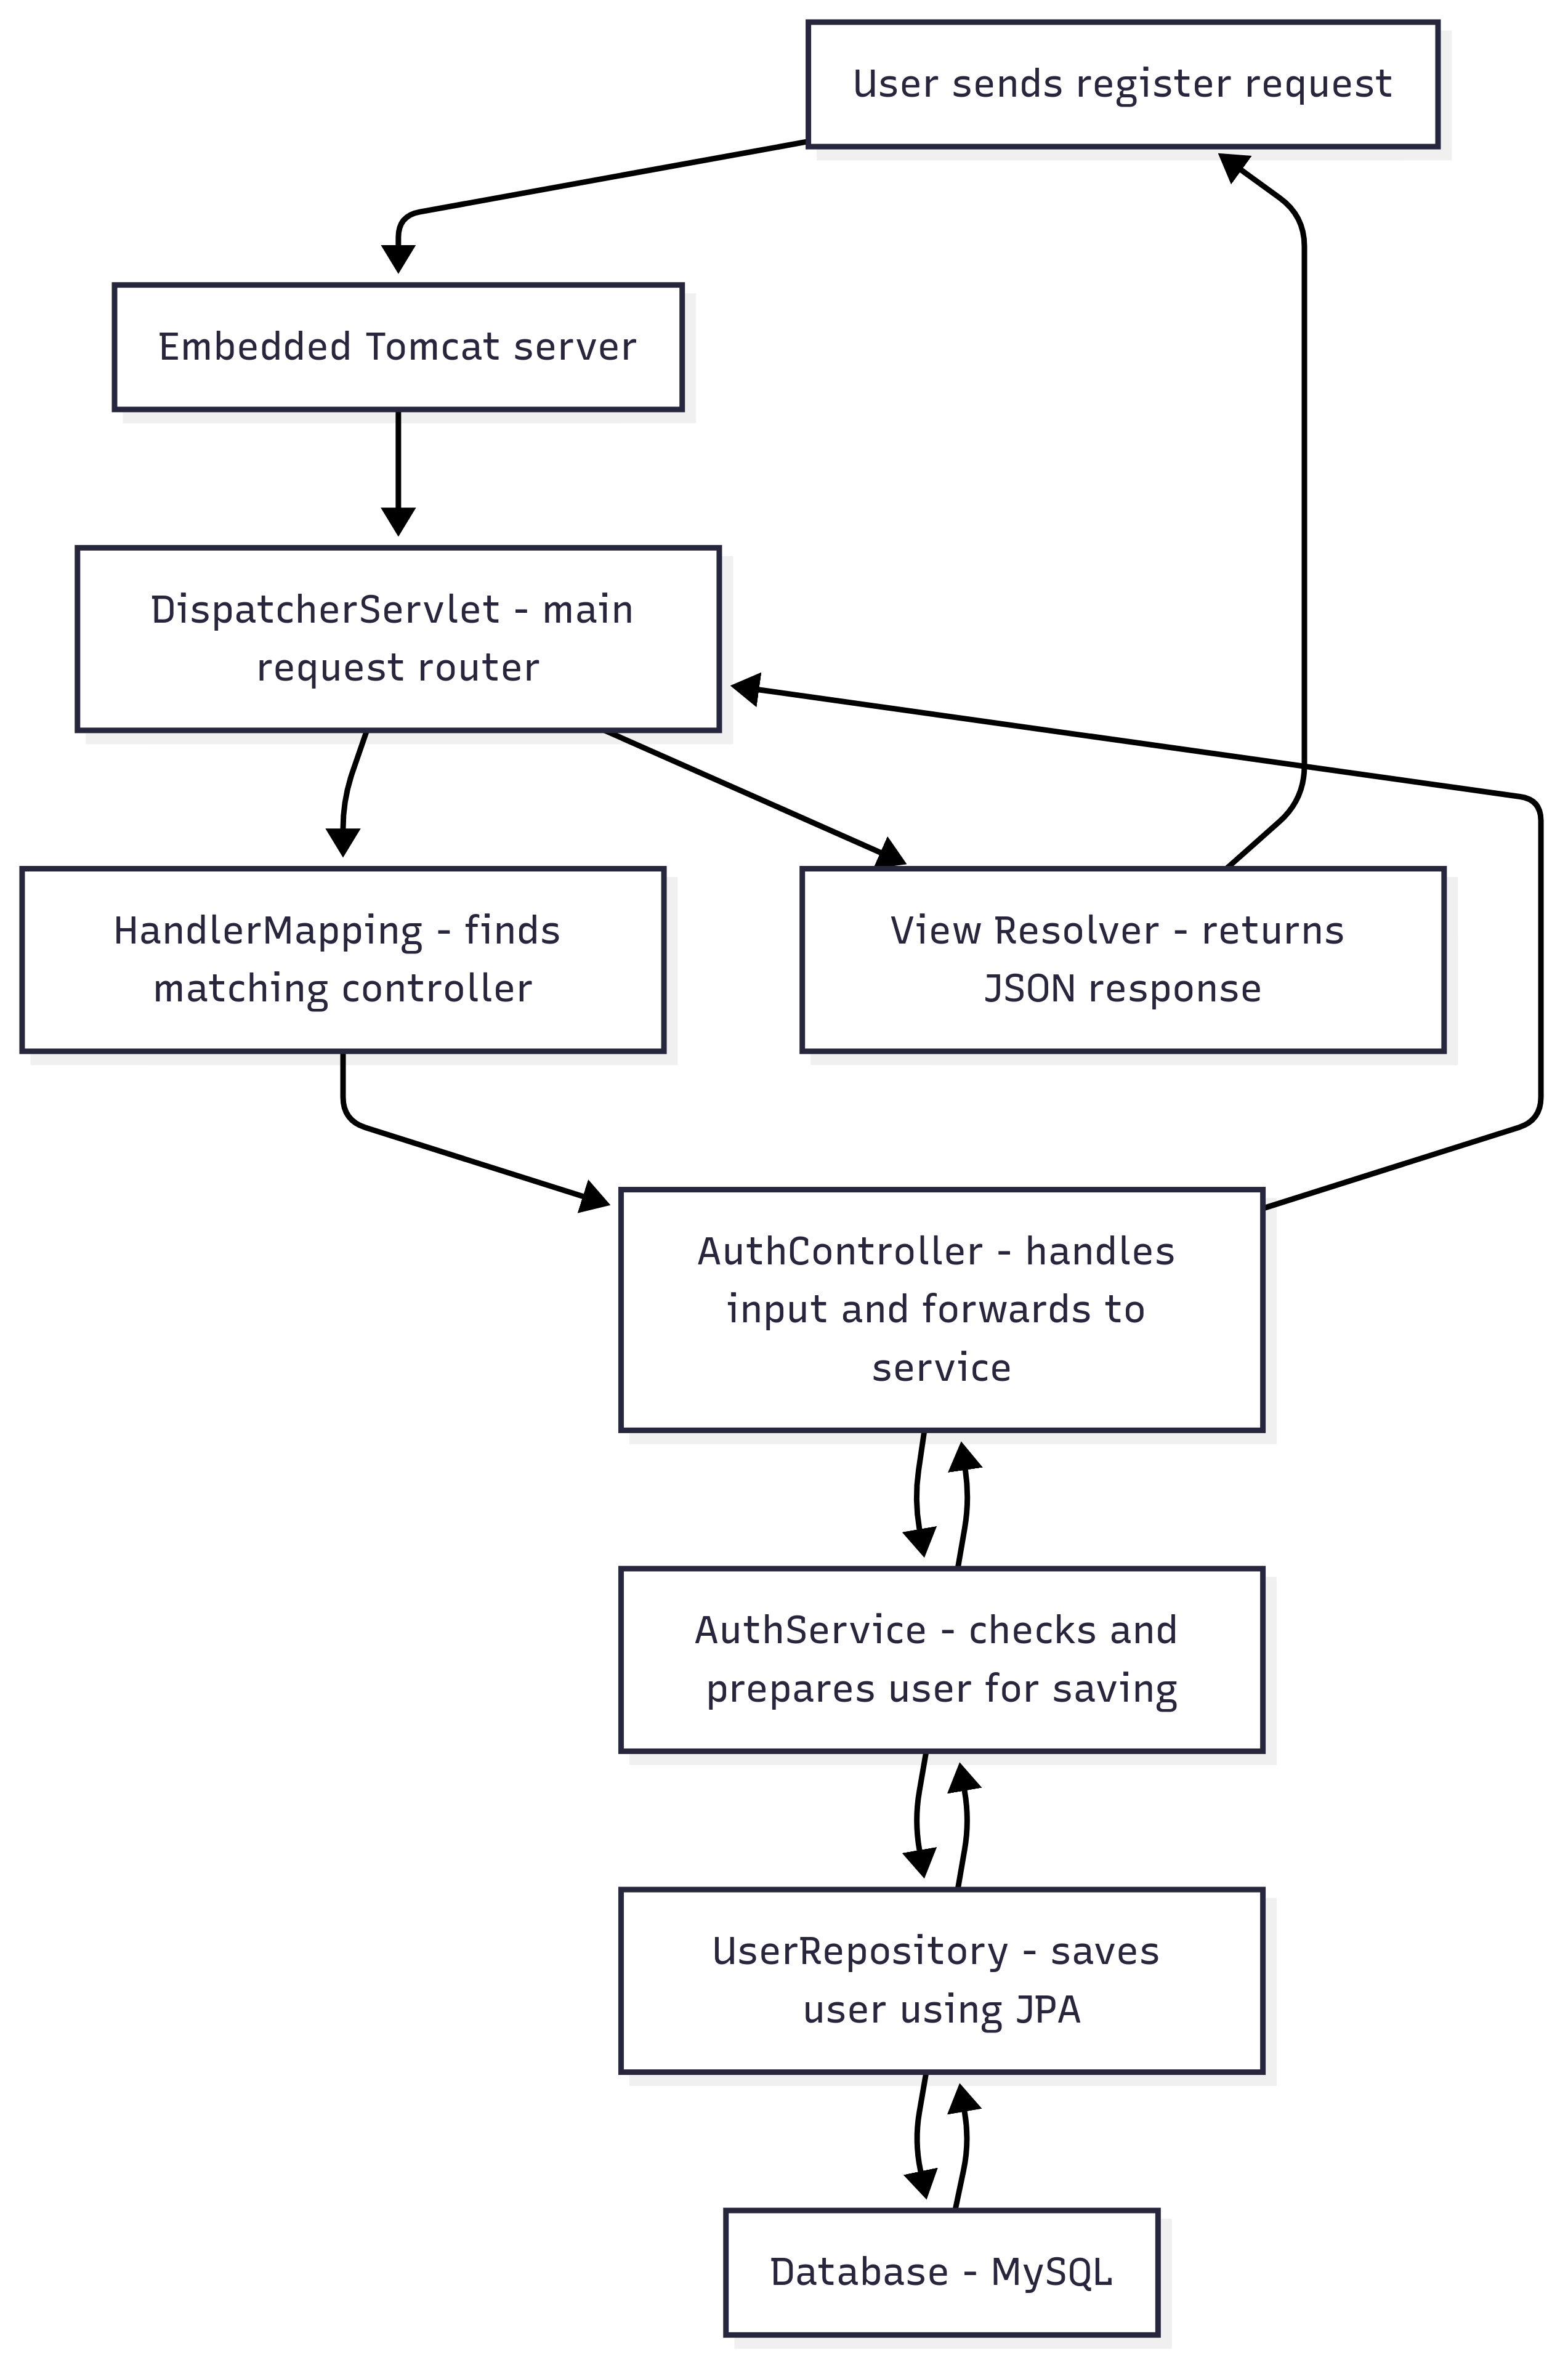 User sends register request
Embedded Tomcat server
DispatcherServlet - main
request router
HandlerMapping - finds
matching controller
View Resolver - returns
JSON response
AuthController - handles
input and forwards to
service
AuthService - checks and
prepares user for saving
UserRepository - saves
user using JPA
Database - MySQL